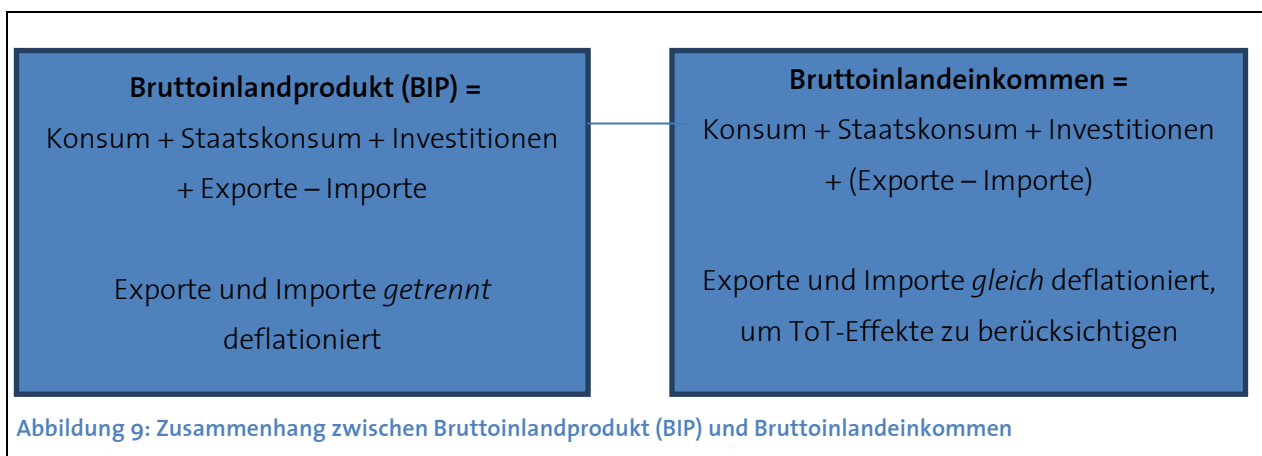 Bruttoinlandprodukt (BIP) =
Konsum + Staatskonsum + Investitionen
+ Exporte – Importe
Exporte und Importe getrennt
deflationiert
Bruttoinlandeinkommen =
Konsum + Staatskonsum + Investitionen
+ (Exporte – Importe)
Exporte und Importe gleich deflationiert,
um ToT-Effekte zu berücksichtigen
Abbildung 9: Zusammenhang zwischen Bruttoinlandprodukt (BIP) und Bruttoinlandeinkommen